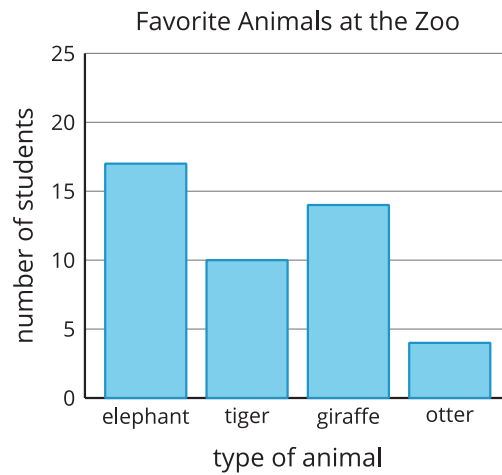 Favorite Animals at the Zoo
number of students
25
20
15
10
5
0
elephant tiger giraffe otter
type of animal